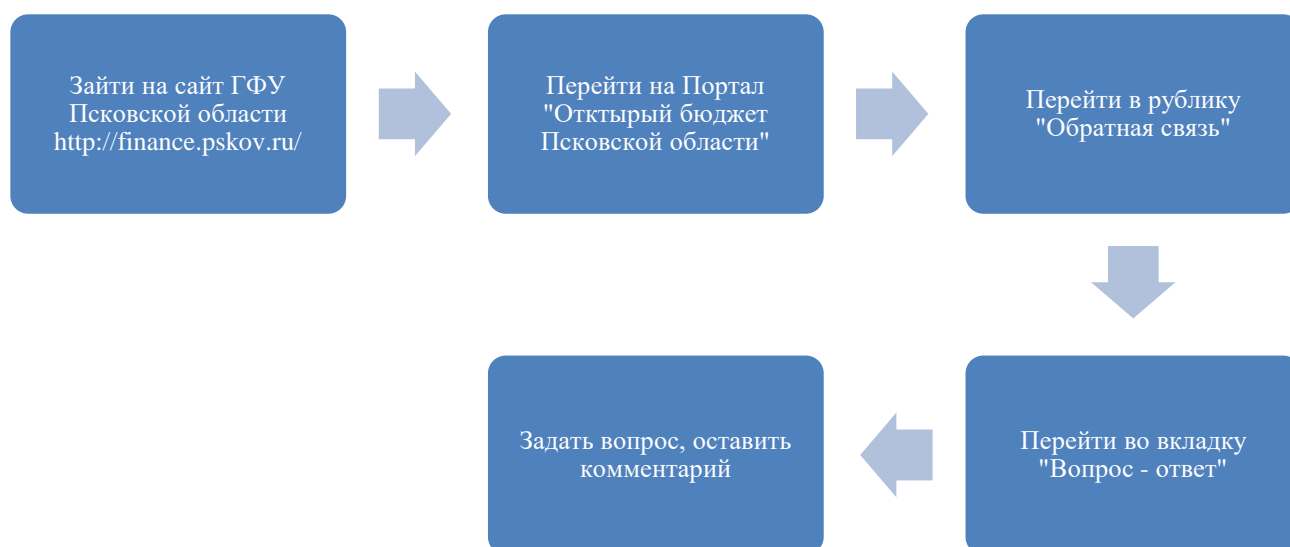 Зайти на сайт ГФУ
Псковской области
http://finance.pskov.ru/
Перейти на Портал
"Отктырый бюджет
Псковской области"
Перейти в рублику
"Обратная связь"
Перейти во вкладку
"Вопрос - ответ"
Задать вопрос, оставить
комментарий